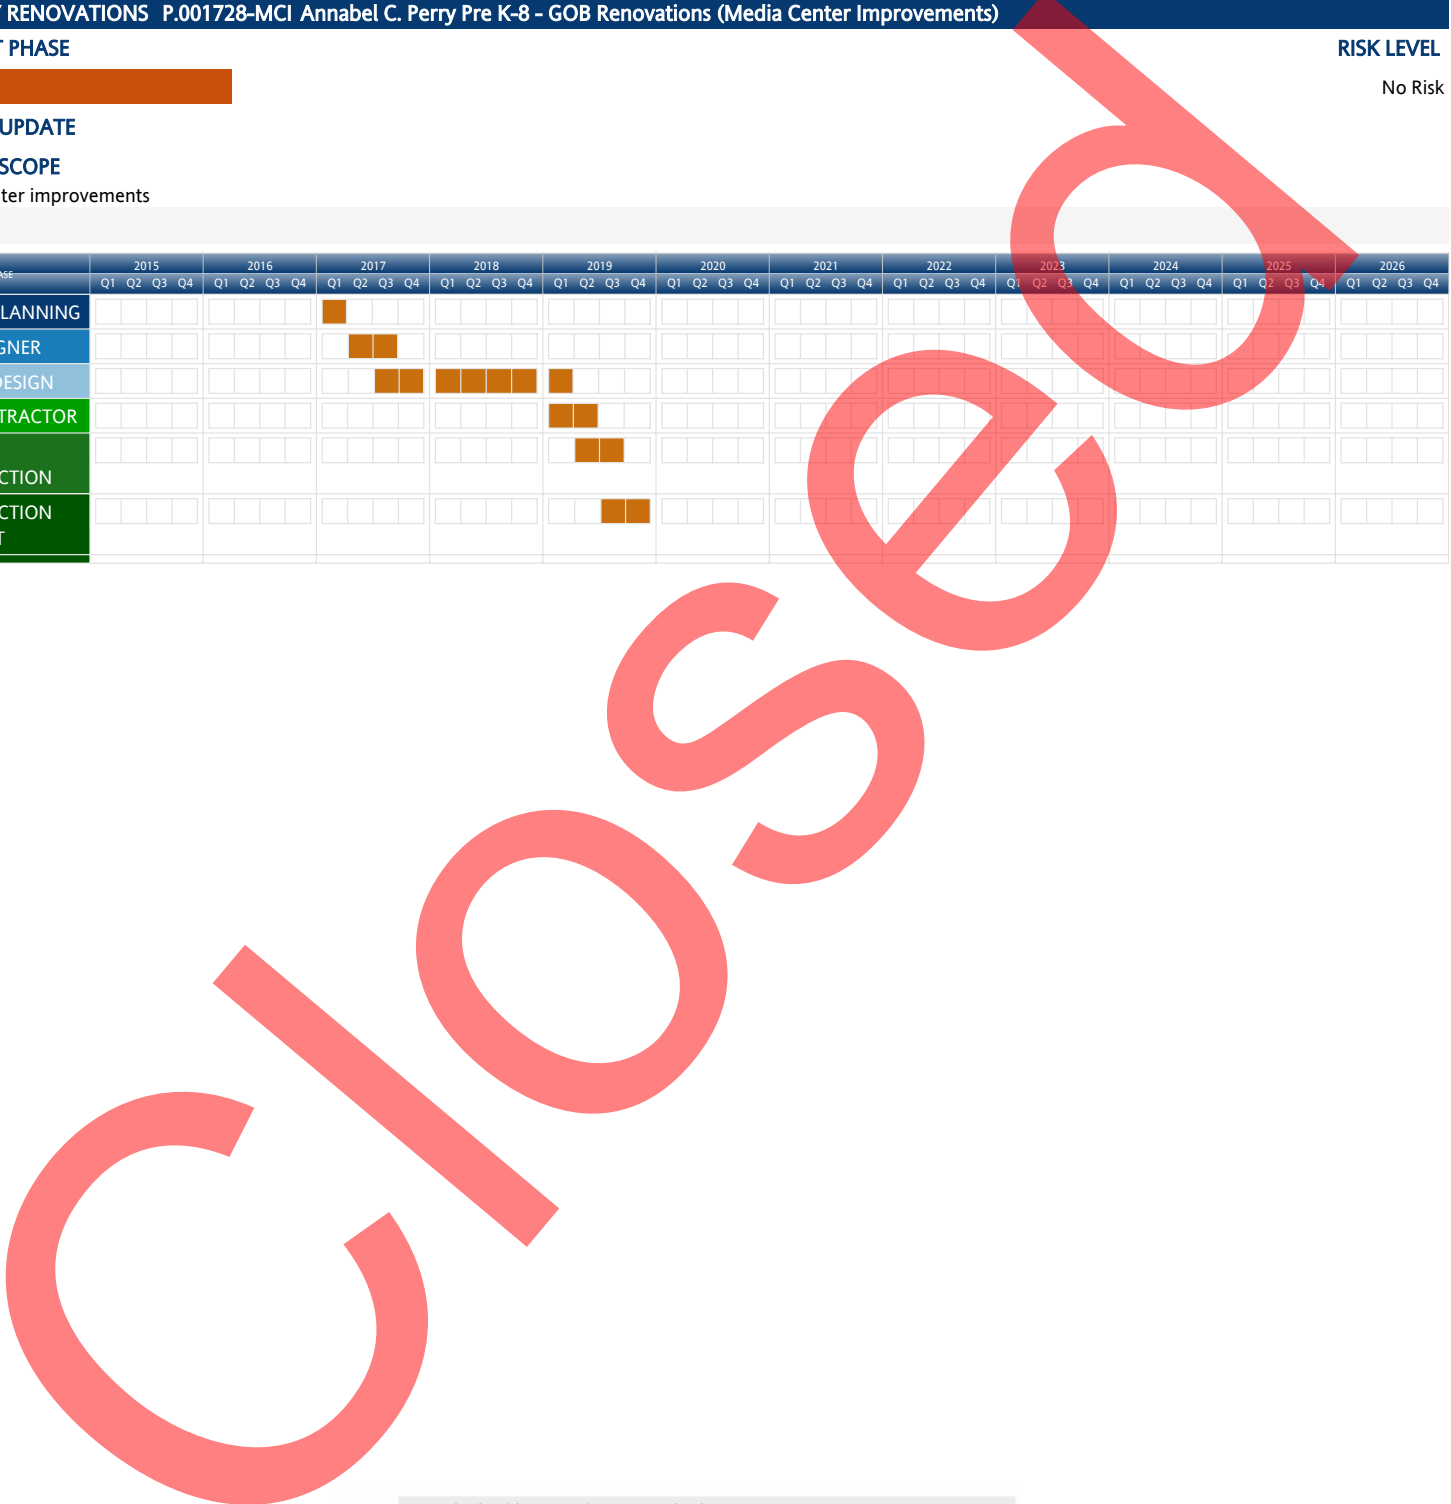 RENOVATIONS P.001728-MCI Annabel C. Perry Pre K-8 - GOB Renovations (Media Center Improvements)
PHASE RISK LEVEL
No Risk
UPDATE
SCOPE
ter improvements
2015 2016 2017 2018 2019 2020 2021 2022 2023 2024 2025 2026
ASE Q1 Q2 Q3 Q4 Q1 Q2 Q3 Q4 Q1 Q2 Q3 Q4 Q1 Q2 Q3 Q4 Q1 Q2 Q3 Q4 Q1 Q2 Q3 Q4 Q1 Q2 Q3 Q4 Q1 Q2 Q3 Q4 Q1 Q2 Q3 Q4 Q1 Q2 Q3 Q4 Q1 Q2 Q3 Q4 Q1 Q2 Q3 Q4
LANNING
GNER
DESIGN
TRACTOR
CTION
CTION
T
Closed